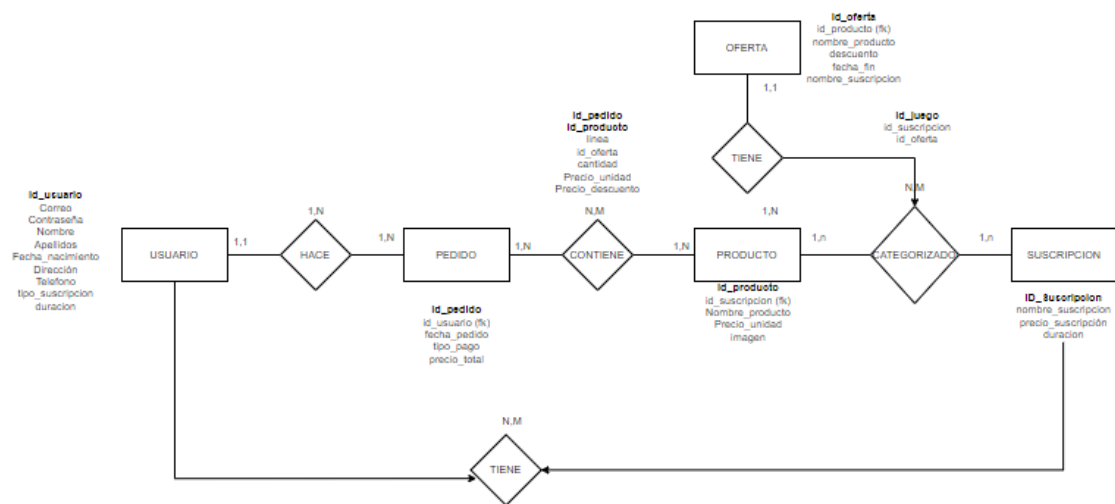 Id_oferta
id_producto (fk)
nombre_producto
descuento
fecha_fin
nombre_suscripcion
OFERTA
1,1
TIENE
Id_juego
id_suscripcion
id_oferta
N,M
Id_pedido
Id_producto
linea
id_oferta
cantidad
Precio_unidad
Precio_descuento
N,M
Id_usuario
Correo
Contraseña
Nombre
Apellidos
Fecha_nacimiento
Dirección
Telefono
tipo_suscripcion
duracion
USUARIO
1,1
1,N
HACE
1,N
PEDIDO
1,N
CONTIENE
1,N
1,N
PRODUCTO
1,n
CATEGORIZADO
1,n
SUSCRIPCION
Id_pedido
id_usuario (fk)
fecha_pedido
tipo_pago
precio_total
Id_producto
id_suscripcion (fk)
Nombre_producto
Precio_unidad
imagen
ID_Suscripcion
nombre_suscripcion
precio_suscripción
duracion
N,M
TIENE